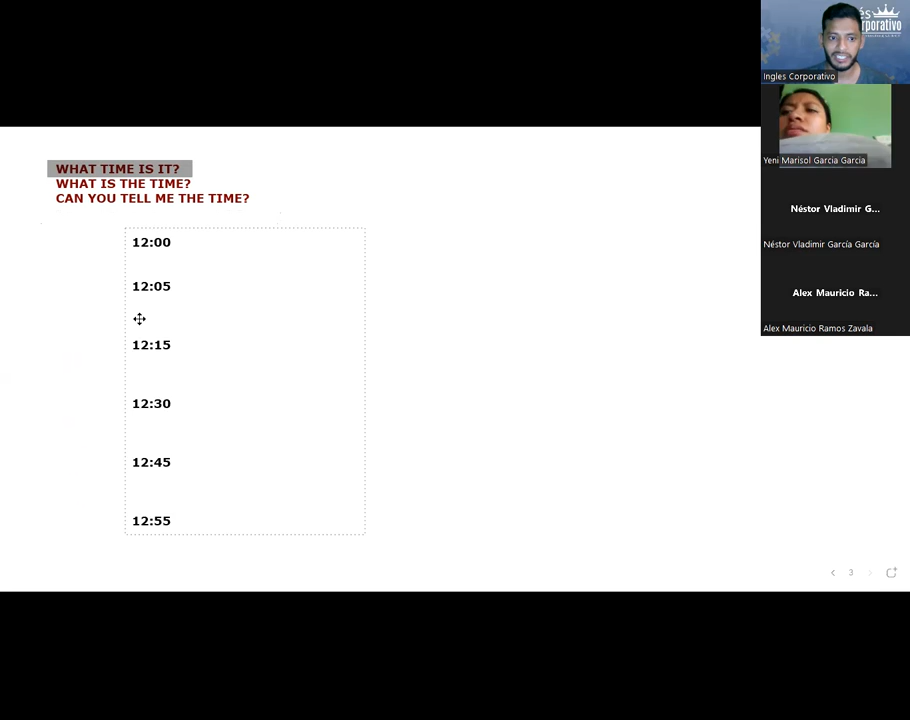 WHAT TIME IS IT?
WHAT IS THE TIME?
CAN YOU TELL ME THE TIME?
12:00
12:05
12:15
12:30
12:45
12:55
3
Ingles Corporativo
Yeni Marisol Garcia Garcia
Néstor Vladimir G...
Néstor Vladimir García García
Alex Mauricio Ra...
Alex Mauricio Ramos Zavala